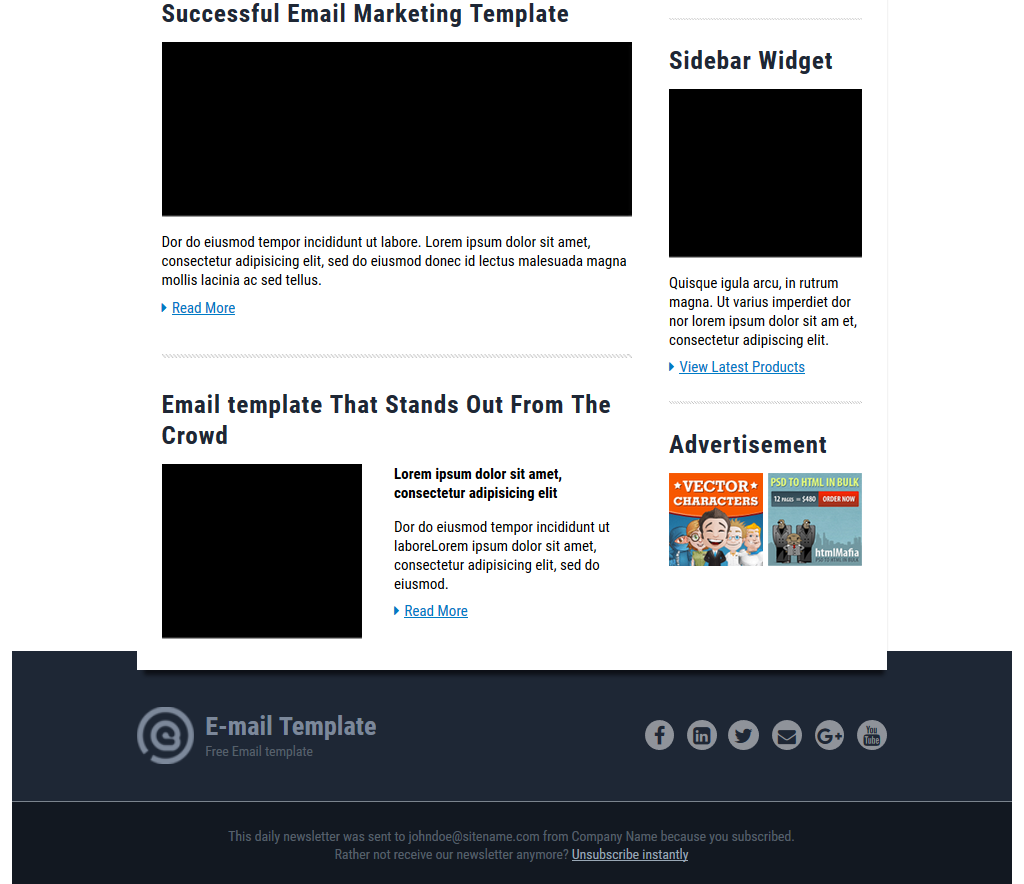 Successful Email Marketing Template
Dor do eiusmod tempor incididunt ut labore. Lorem ipsum dolor sit amet,
consectetur adipisicing elit, sed do eiusmod donec id lectus malesuada magna
mollis lacinia ac sed tellus.
Read More
Email template That Stands Out From The
Crowd
Lorem ipsum dolor sit amet,
consectetur adipisicing elit
Dor do eiusmod tempor incididunt ut
laboreLorem ipsum dolor sit amet,
consectetur adipisicing elit, sed do
eiusmod.
Read More
Sidebar Widget
Quisque igula arcu, in rutrum
magna. Ut varius imperdiet dor
nor lorem ipsum dolor sit am et,
consectetur adipiscing elit.
View Latest Products
Advertisement
VECTOR
CHARACTERS
PSD TO HTML IN BULK
12 PAGES = $480 ORDER NOW
htmlMafia
PSD TO HTML IN BULK
E-mail Template
Free Email template
You
Tube
This daily newsletter was sent to johndoe@sitename.com from Company Name because you subscribed.
Rather not receive our newsletter anymore? Unsubscribe instantly